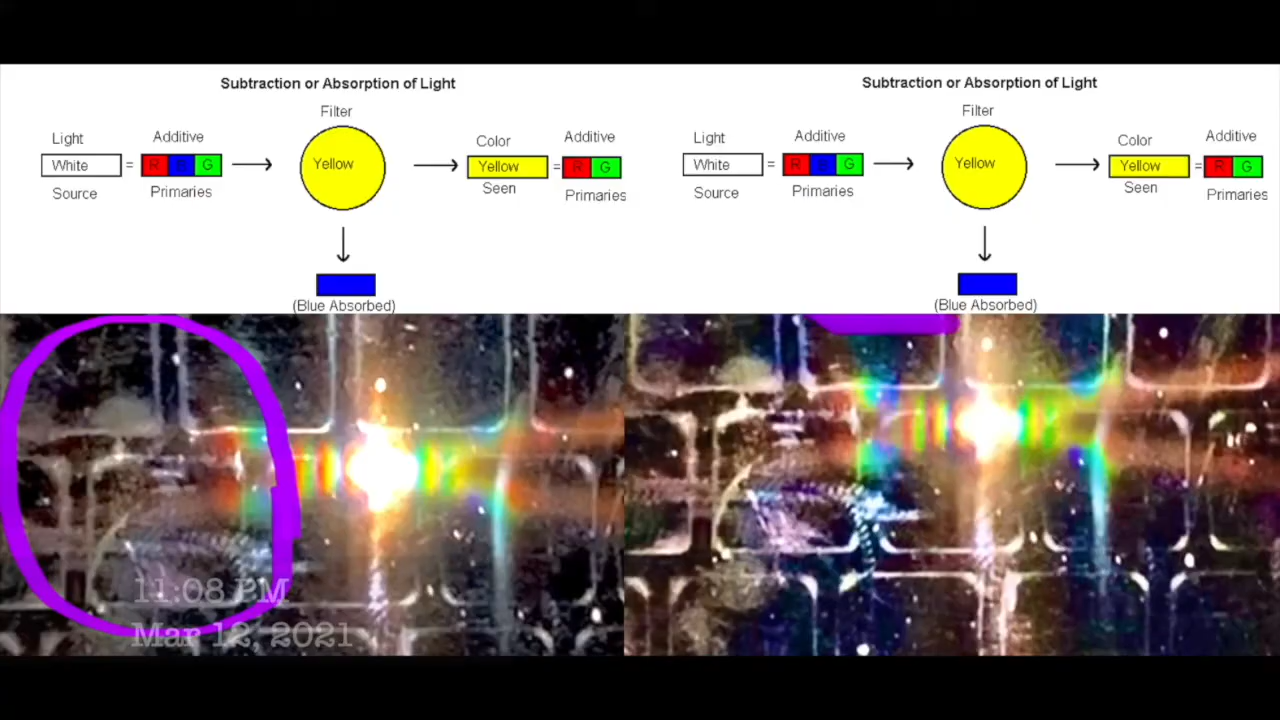 Subtraction or Absorption of Light
Filter
Light
Additive
Color
Additive
White
=
R
B
G
Yellow
Yellow
=
R
G
Source
Primaries
Seen
Primaries
(Blue Absorbed)
Subtraction or Absorption of Light
Filter
Light
Additive
Color
Additive
White
=
R
B
G
Yellow
Yellow
=
R
G
Source
Primaries
Seen
Primaries
(Blue Absorbed)
11:08 PM
Mar 12, 2021